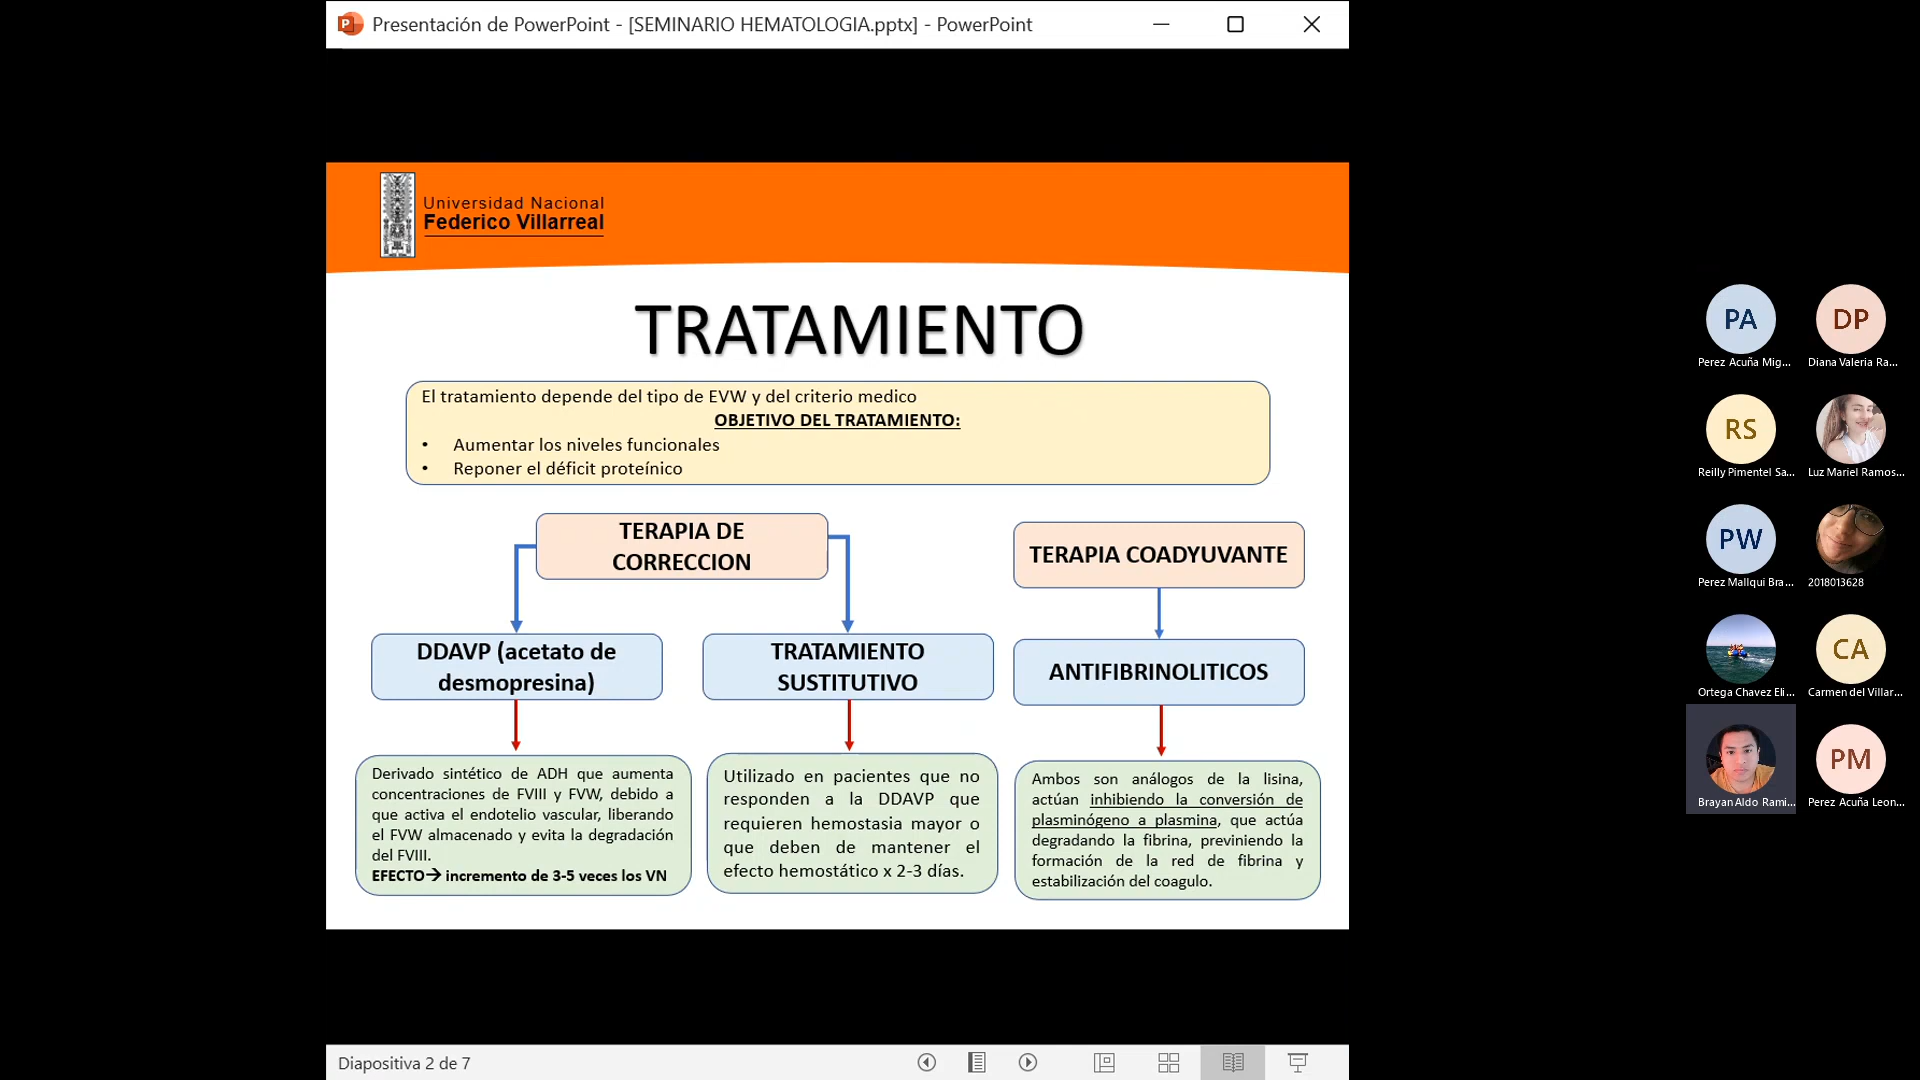 Presentación de PowerPoint - [SEMINARIO HEMATOLOGIA.pptx] - PowerPoint
Universidad Nacional
Federico Villarreal
TRATAMIENTO
El tratamiento depende del tipo de EVW y del criterio medico
OBJETIVO DEL TRATAMIENTO:
• Aumentar los niveles funcionales
• Reponer el déficit proteínico
TERAPIA DE
CORRECCION
TERAPIA COADYUVANTE
DDAVP (acetato de
desmopresina)
TRATAMIENTO
SUSTITUTIVO
ANTIFIBRINOLITICOS
Derivado sintético de ADH que aumenta
concentraciones de FVIII y FVW, debido a
que activa el endotelio vascular, liberando
el FVW almacenado y evita la degradación
del FVIII.
EFECTO→ incremento de 3-5 veces los VN
Utilizado en pacientes que no
responden a la DDAVP que
requieren hemostasia mayor o
que deben de mantener el
efecto hemostático x 2-3 días.
Ambos son análogos de la lisina,
actúan inhibiendo la conversión de
plasminógeno a plasmina, que actúa
degradando la fibrina, previniendo la
formación de la red de fibrina y
estabilización del coagulo.
Diapositiva 2 de 7
PA
Perez Acuña Mig...
DP
Diana Valeria Ra...
RS
Reilly Pimentel Sa...
Luz Mariel Ramos...
PW
Perez Mallqui Bra...
2018013628
Ortega Chavez Eli...
CA
Carmen del Villar...
Brayan Aldo Rami...
PM
Perez Acuña Leon...